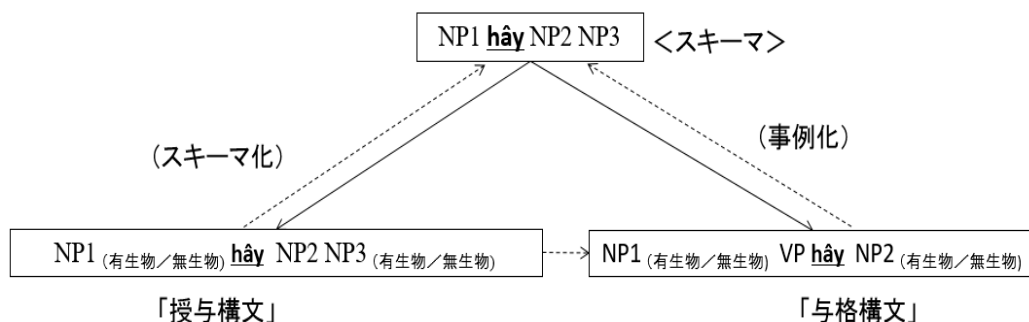 NP1 hây NP2 NP3 <スキーマ>
(スキーマ化)
(事例化)
NP1 (有生物/無生物) hây NP2 NP3 (有生物/無生物)
NP1 (有生物/無生物) VP hây NP2 (有生物/無生物)
「授与構文」
「与格構文」